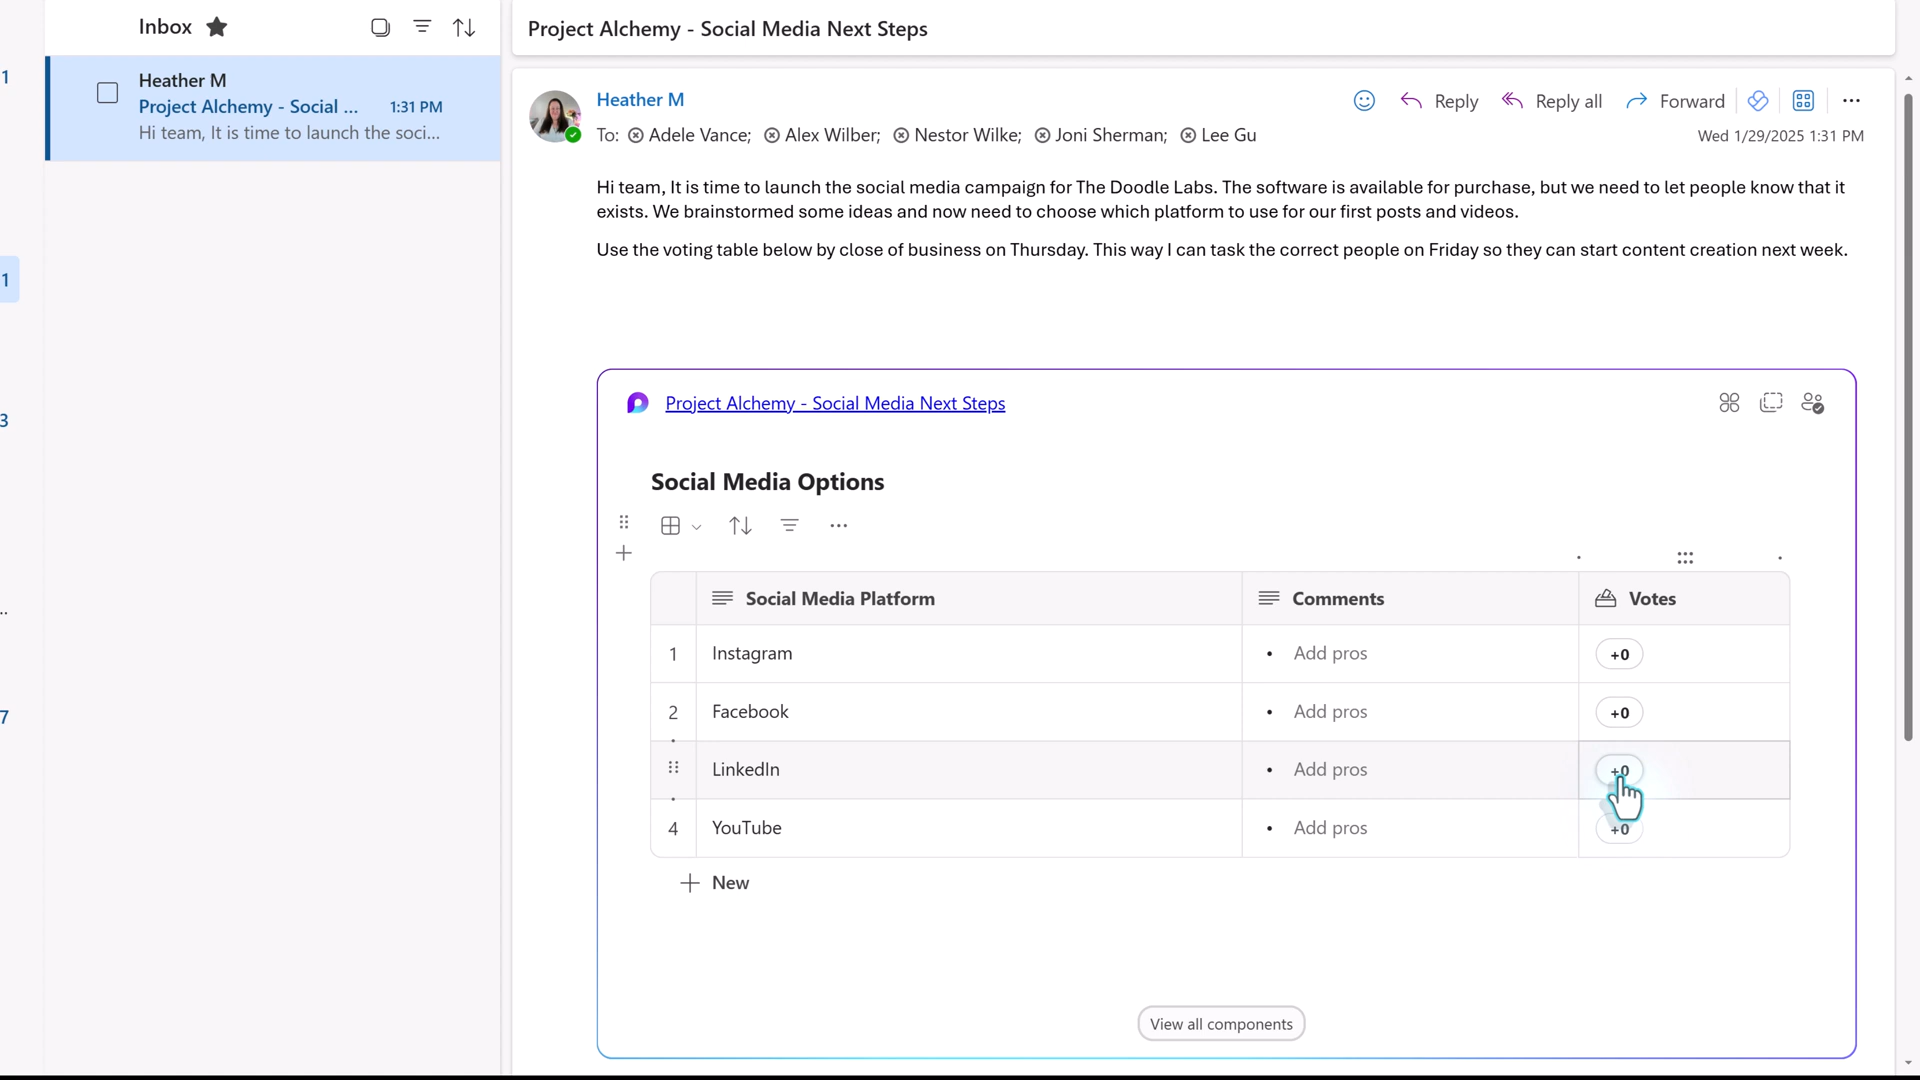 Inbox
Project Alchemy - Social Media Next Steps
1
Heather M
Project Alchemy - Social ... 1:31 PM
Hi team, It is time to launch the soci...
Heather M
Reply
Reply all
Forward
To: Adele Vance; Alex Wilber; Nestor Wilke; Joni Sherman; Lee Gu
Wed 1/29/2025 1:31 PM
Hi team, It is time to launch the social media campaign for The Doodle Labs. The software is available for purchase, but we need to let people know that it
exists. We brainstormed some ideas and now need to choose which platform to use for our first posts and videos.
Use the voting table below by close of business on Thursday. This way I can task the correct people on Friday so they can start content creation next week.
1
3
..
7
Project Alchemy - Social Media Next Steps
Social Media Options
Social Media Platform Comments Votes
1 Instagram • Add pros +0
2 Facebook • Add pros +0
LinkedIn • Add pros +0
4 YouTube • Add pros +0
+ New
View all components